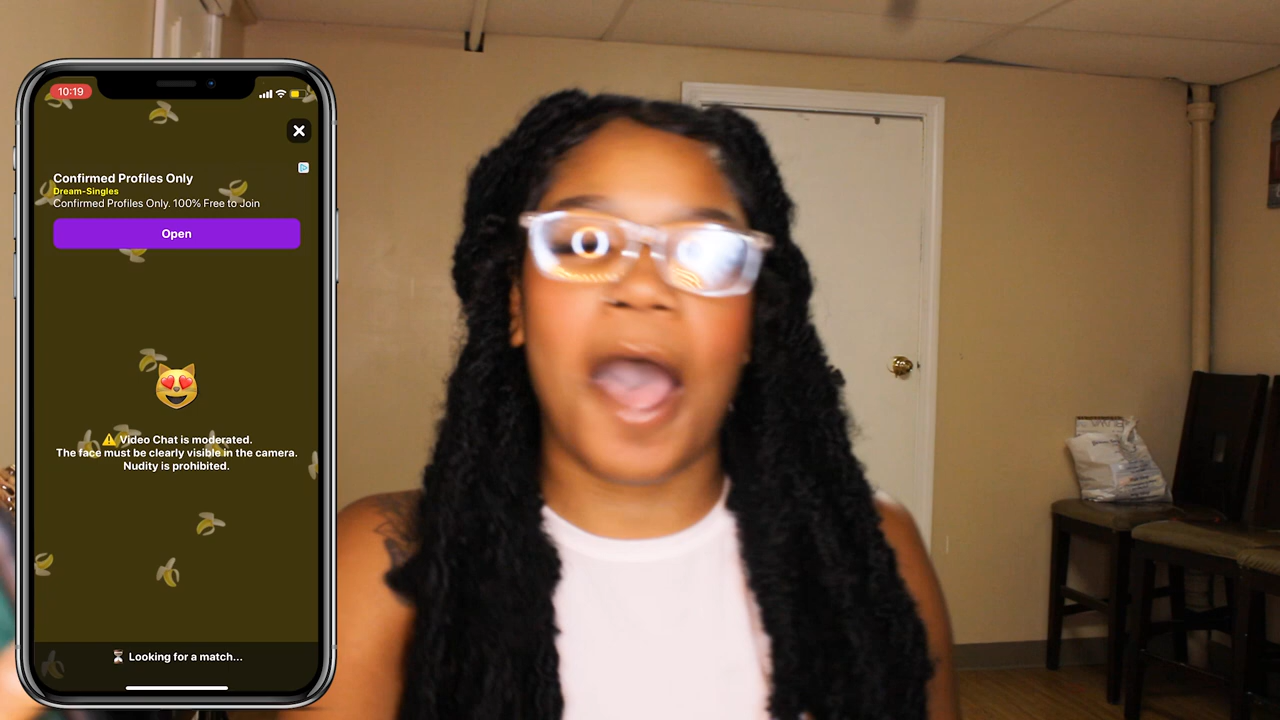 10:19
Confirmed Profiles Only
Dream-Singles
Confirmed Profiles Only. 100% Free to Join
Open
⚠️ Video Chat is moderated.
The face must be clearly visible in the camera.
Nudity is prohibited.
⏳ Looking for a match...